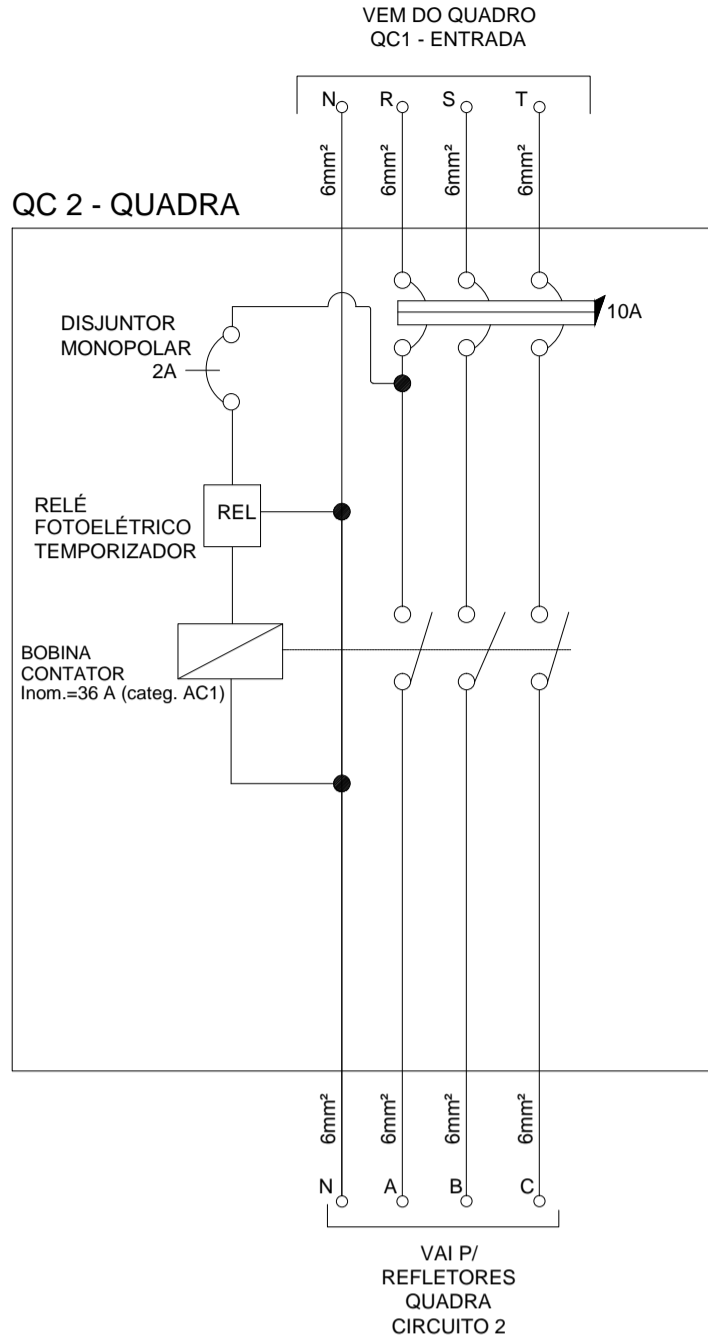 VEM DO QUADRO
QC1 - ENTRADA
N R S T
6mm² 6mm² 6mm² 6mm²
QC 2 - QUADRA
10A
DISJUNTOR
MONOPOLAR
2A
RELÉ
FOTOELÉTRICO
TEMPORIZADOR
REL
BOBINA
CONTATOR
Inom.=36 A (categ. AC1)
6mm² 6mm² 6mm² 6mm²
N A B C
VAI P/
REFLETORES
QUADRA
CIRCUITO 2